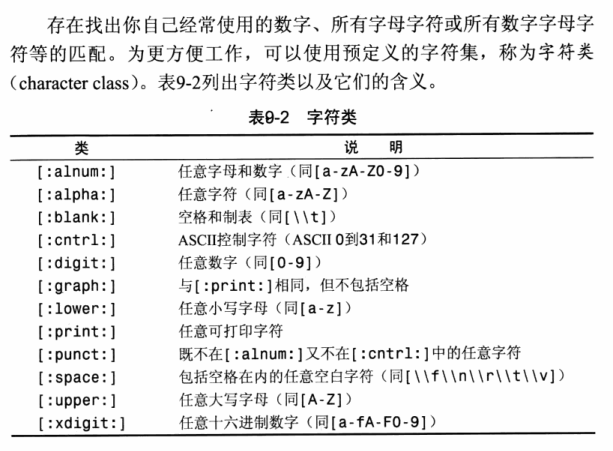 存在找出你自己经常使用的数字、所有字母字符或所有数字字母字
符等的匹配。为更方便工作，可以使用预定义的字符集，称为字符类
（character class）。表9-2列出字符类以及它们的含义。
表9-2 字符类
类 说 明
[:alnum:] 任意字母和数字（同[a-zA-Z0-9]）
[:alpha:] 任意字符（同[a-zA-Z]）
[:blank:] 空格和制表（同[\\t]）
[:cntrl:] ASCII控制字符（ASCII 0到31和127）
[:digit:] 任意数字（同[0-9]）
[:graph:] 与[:print:]相同，但不包括空格
[:lower:] 任意小写字母（同[a-z]）
[:print:] 任意可打印字符
[:punct:] 既不在[:alnum:]又不在[:cntrl:]中的任意字符
[:space:] 包括空格在内的任意空白字符（同[\\f\\n\\r\\t\\v]）
[:upper:] 任意大写字母（同[A-Z]）
[:xdigit:] 任意十六进制数字（同[a-fA-F0-9]）